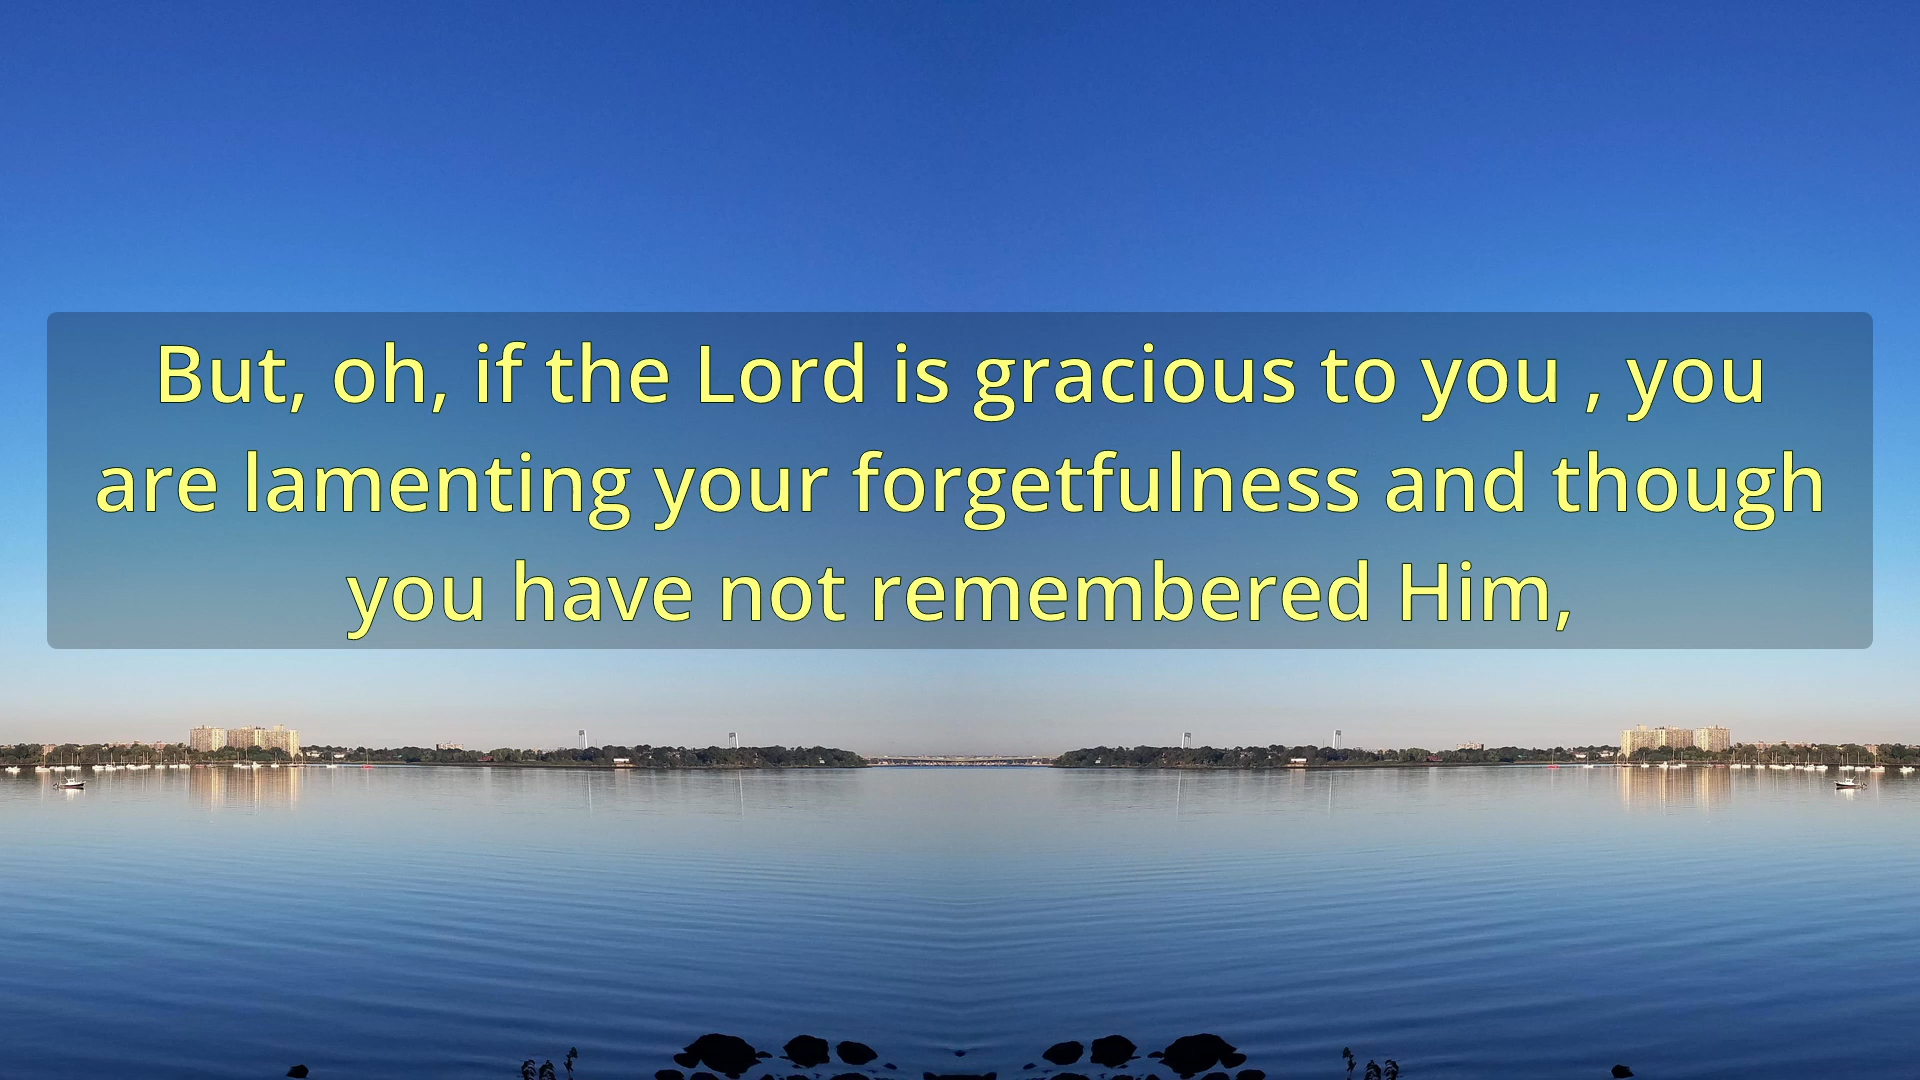 But, oh, if the Lord is gracious to you , you
are lamenting your forgetfulness and though
you have not remembered Him,